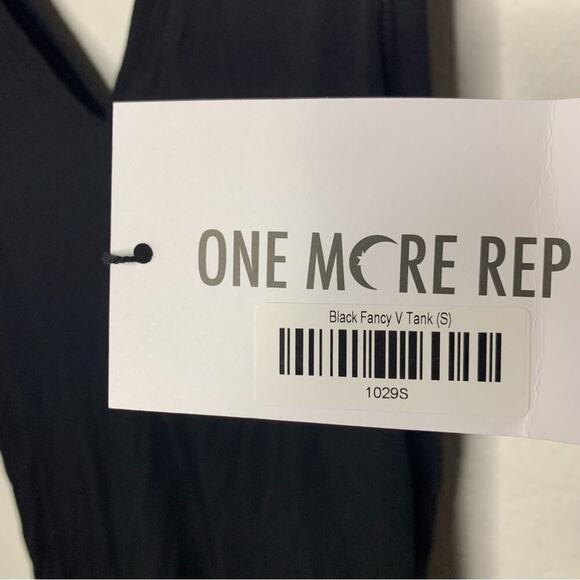 ONE MORE REP
Black Fancy V Tank (S)
1029S